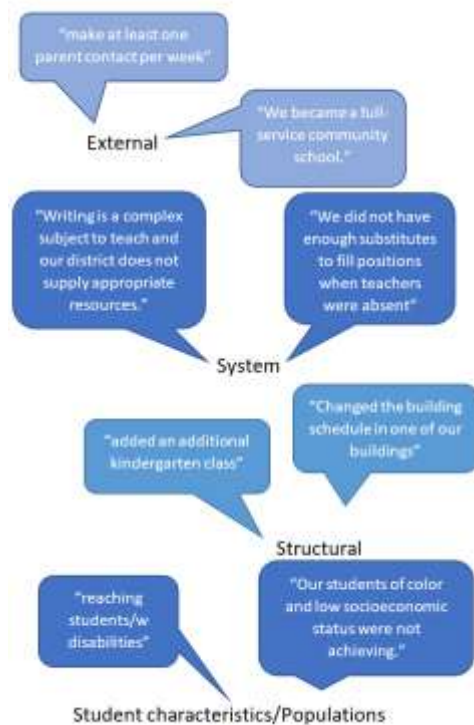 "make at least one
parent contact per week"
"We became a full-
service community
school."
External
"Writing is a complex
subject to teach and
our district does not
supply appropriate
resources."
"We did not have
enough substitutes
to fill positions
when teachers
were absent"
System
"Changed the building
schedule in one of our
buildings"
"added an additional
kindergarten class"
Structural
"reaching
students/w
disabilities"
"Our students of color
and low socioeconomic
status were not
achieving."
Student characteristics/Populations